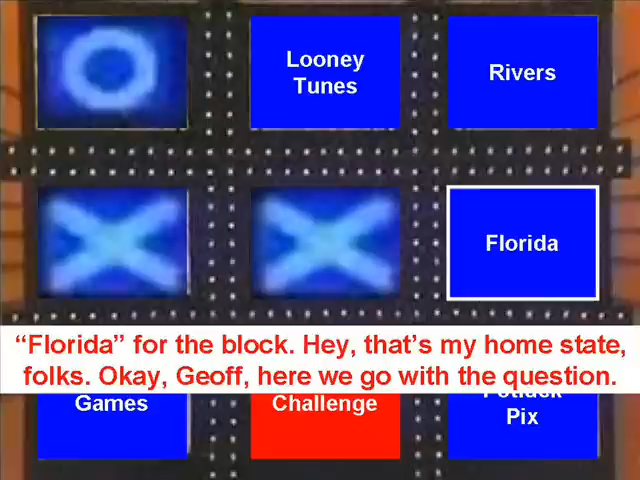 Looney
Tunes
Rivers
Florida
“Florida” for the block. Hey, that’s my home state,
folks. Okay, Geoff, here we go with the question.
Games
Challenge
Potluck
Pix